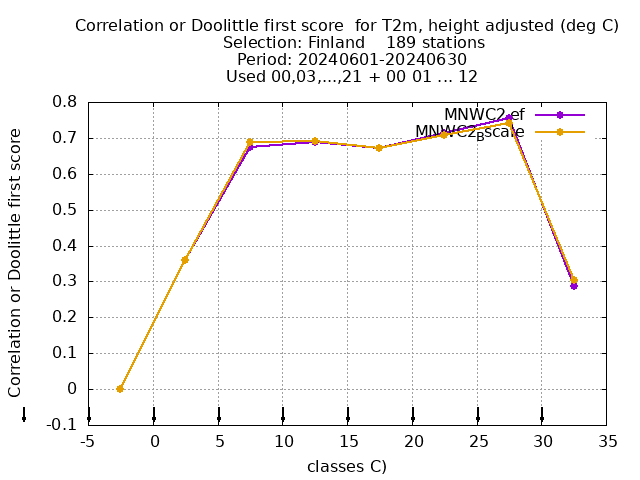 Correlation or Doolittle first score  for T2m, height adjusted (deg C)
Selection: Finland    189 stations
Period: 20240601-20240630
Used 00,03,...,21 + 00 01 ... 12
Correlation or Doolittle first score
0.8
0.7
0.6
0.5
0.4
0.3
0.2
0.1
0
-0.1
MNWC2.ef
MNWC2Bscale
-5
0
5
10
15
20
25
30
35
classes C)